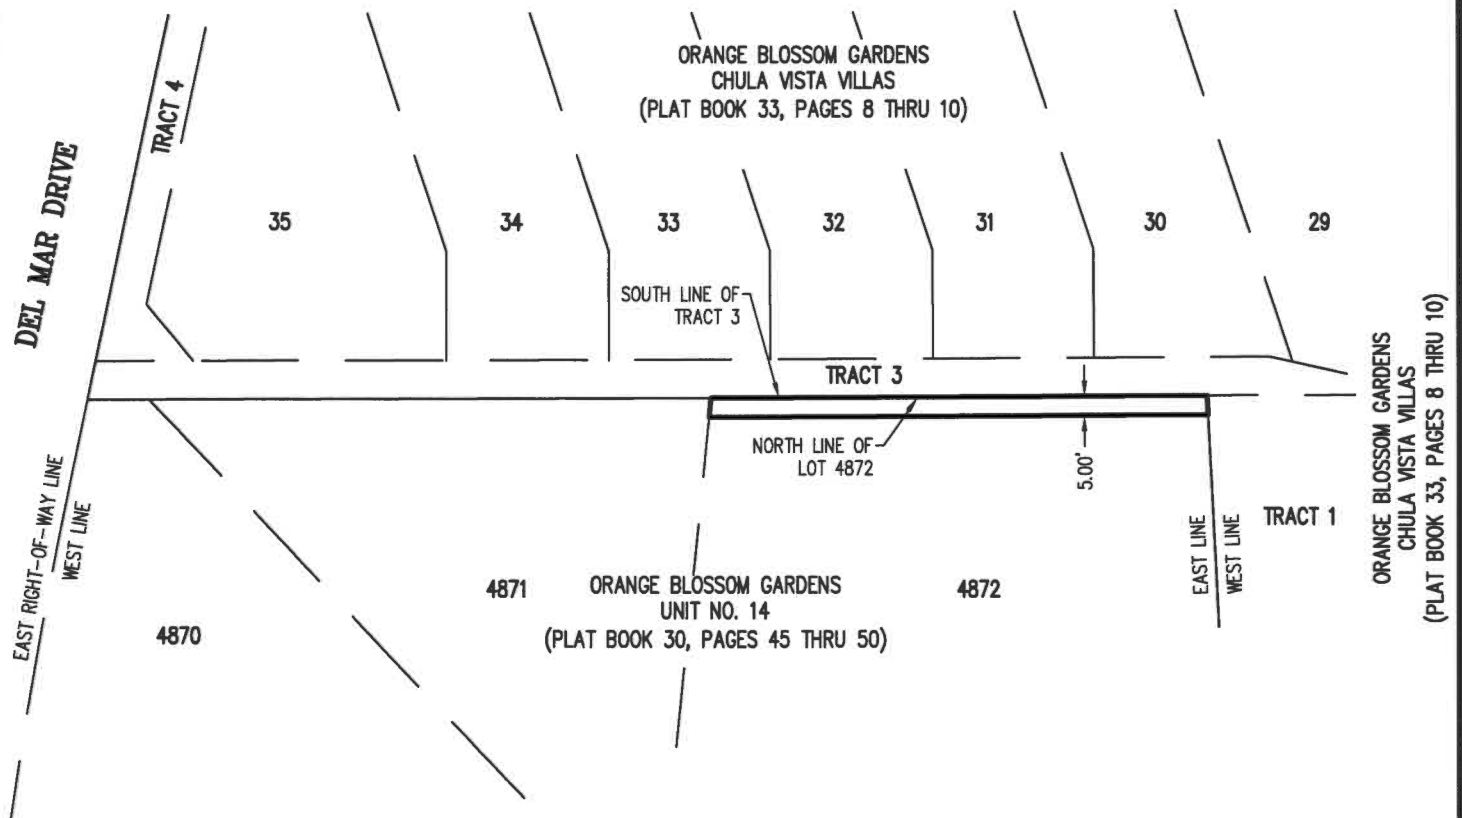 ORANGE BLOSSOM GARDENS
CHULA VISTA VILLAS
(PLAT BOOK 33, PAGES 8 THRU 10)
TRACT 4
DEL MAR DRIVE
35
34
33
32
31
30
29
SOUTH LINE OF
TRACT 3
TRACT 3
NORTH LINE OF
LOT 4872
5.00'
ORANGE BLOSSOM GARDENS
CHULA VISTA VILLAS
(PLAT BOOK 33, PAGES 8 THRU 10)
EAST RIGHT-OF-WAY LINE
WEST LINE
EAST LINE
WEST LINE
TRACT 1
4870
4871
ORANGE BLOSSOM GARDENS
UNIT NO. 14
(PLAT BOOK 30, PAGES 45 THRU 50)
4872